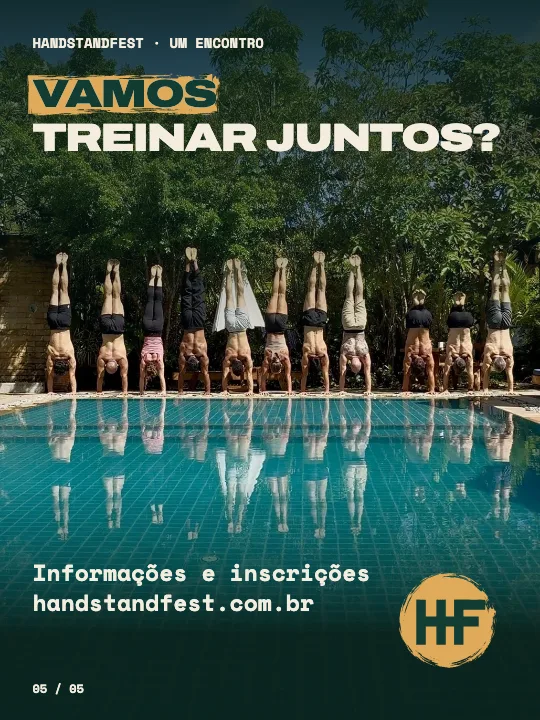 HANDSTANDFEST · UM ENCONTRO
VAMOS
TREINAR JUNTOS?
Informações e inscrições
handstandfest.com.br
HF
05 / 05